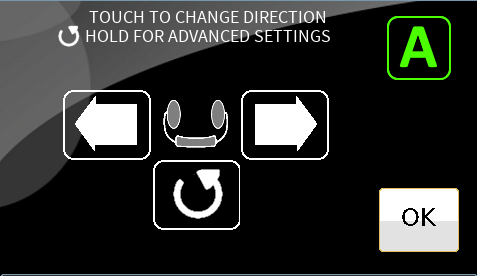 TOUCH TO CHANGE DIRECTION
HOLD FOR ADVANCED SETTINGS
A
OK